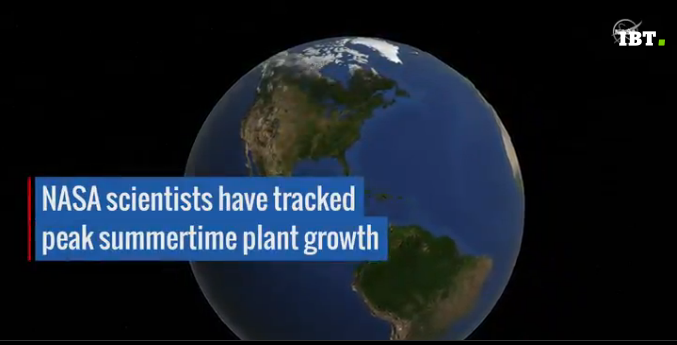 IBT.
NASA scientists have tracked
peak summertime plant growth